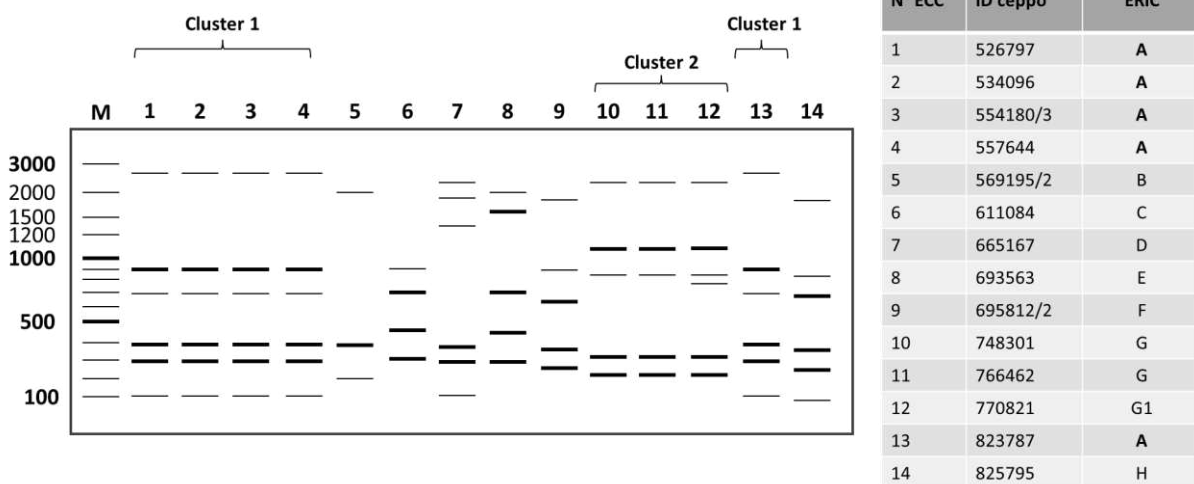 Cluster 1
Cluster 1
Cluster 2
M 1 2 3 4 5 6 7 8 9 10 11 12 13 14
3000
2000
1500
1200
1000
500
100
N° ECC ID ceppo ERIC
1 526797 A
2 534096 A
3 554180/3 A
4 557644 A
5 569195/2 B
6 611084 C
7 665167 D
8 693563 E
9 695812/2 F
10 748301 G
11 766462 G
12 770821 G1
13 823787 A
14 825795 H